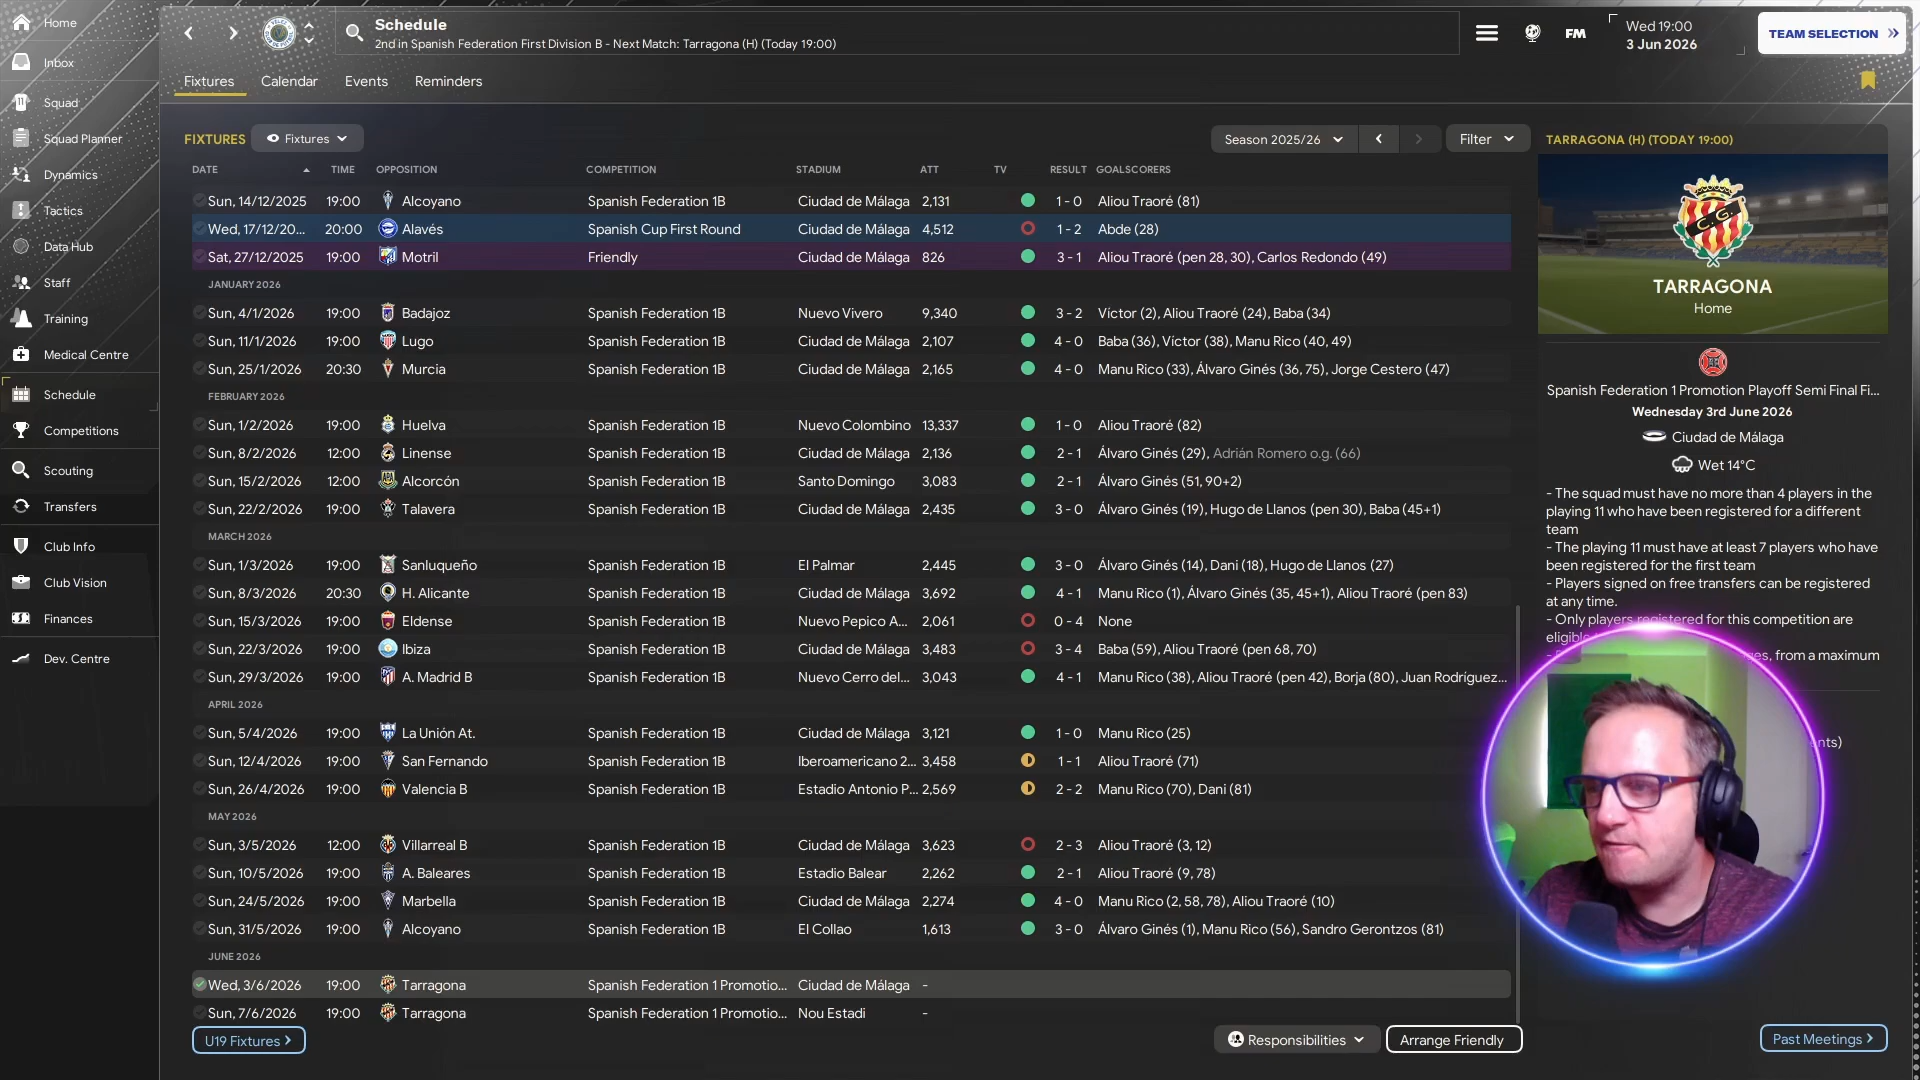 Home
Inbox
Squad
Squad Planner
Dynamics
Tactics
Data Hub
Staff
Training
Medical Centre
Schedule
Competitions
Scouting
Transfers
Club Info
Club Vision
Finances
Dev. Centre
Schedule
2nd in Spanish Federation First Division B - Next Match: Tarragona (H) (Today 19:00)
FM
Wed 19:00
3 Jun 2026
TEAM SELECTION
Fixtures Calendar Events Reminders
FIXTURES Fixtures
Season 2025/26 Filter
DATE TIME OPPOSITION COMPETITION STADIUM ATT TV RESULT GOALSCORERS
Sun, 14/12/2025 19:00 Alcoyano Spanish Federation 1B Ciudad de Málaga 2,131 1 - 0 Aliou Traoré (81)
Wed, 17/12/20... 20:00 Alavés Spanish Cup First Round Ciudad de Málaga 4,512 1 - 2 Abde (28)
Sat, 27/12/2025 19:00 Motril Friendly Ciudad de Málaga 826 3 - 1 Aliou Traoré (pen 28, 30), Carlos Redondo (49)
JANUARY 2026
Sun, 4/1/2026 19:00 Badajoz Spanish Federation 1B Nuevo Vivero 9,340 3 - 2 Víctor (2), Aliou Traoré (24), Baba (34)
Sun, 11/1/2026 19:00 Lugo Spanish Federation 1B Ciudad de Málaga 2,107 4 - 0 Baba (36), Víctor (38), Manu Rico (40, 49)
Sun, 25/1/2026 20:30 Murcia Spanish Federation 1B Ciudad de Málaga 2,165 4 - 0 Manu Rico (33), Álvaro Ginés (36, 75), Jorge Cestero (47)
FEBRUARY 2026
Sun, 1/2/2026 19:00 Huelva Spanish Federation 1B Nuevo Colombino 13,337 1 - 0 Aliou Traoré (82)
Sun, 8/2/2026 12:00 Linense Spanish Federation 1B Ciudad de Málaga 2,136 2 - 1 Álvaro Ginés (29), Adrián Romero o.g. (66)
Sun, 15/2/2026 12:00 Alcorcón Spanish Federation 1B Santo Domingo 3,083 2 - 1 Álvaro Ginés (51, 90+2)
Sun, 22/2/2026 19:00 Talavera Spanish Federation 1B Ciudad de Málaga 2,435 3 - 0 Álvaro Ginés (19), Hugo de Llanos (pen 30), Baba (45+1)
MARCH 2026
Sun, 1/3/2026 19:00 Sanluqueño Spanish Federation 1B El Palmar 2,445 3 - 0 Álvaro Ginés (14), Dani (18), Hugo de Llanos (27)
Sun, 8/3/2026 20:30 H. Alicante Spanish Federation 1B Ciudad de Málaga 3,692 4 - 1 Manu Rico (1), Álvaro Ginés (35, 45+1), Aliou Traoré (pen 83)
Sun, 15/3/2026 19:00 Eldense Spanish Federation 1B Nuevo Pepico A... 2,061 0 - 4 None
Sun, 22/3/2026 19:00 Ibiza Spanish Federation 1B Ciudad de Málaga 3,483 3 - 4 Baba (59), Aliou Traoré (pen 68, 70)
Sun, 29/3/2026 19:00 A. Madrid B Spanish Federation 1B Nuevo Cerro del... 3,043 4 - 1 Manu Rico (38), Aliou Traoré (pen 42), Borja (80), Juan Rodríguez...
APRIL 2026
Sun, 5/4/2026 19:00 La Unión At. Spanish Federation 1B Ciudad de Málaga 3,121 1 - 0 Manu Rico (25)
Sun, 12/4/2026 19:00 San Fernando Spanish Federation 1B Iberoamericano 2... 3,458 1 - 1 Aliou Traoré (71)
Sun, 26/4/2026 19:00 Valencia B Spanish Federation 1B Estadio Antonio P... 2,569 2 - 2 Manu Rico (70), Dani (81)
MAY 2026
Sun, 3/5/2026 12:00 Villarreal B Spanish Federation 1B Ciudad de Málaga 3,623 2 - 3 Aliou Traoré (3, 12)
Sun, 10/5/2026 19:00 A. Baleares Spanish Federation 1B Estadio Balear 2,262 2 - 1 Aliou Traoré (9, 78)
Sun, 24/5/2026 19:00 Marbella Spanish Federation 1B Ciudad de Málaga 2,274 4 - 0 Manu Rico (2, 58, 78), Aliou Traoré (10)
Sun, 31/5/2026 19:00 Alcoyano Spanish Federation 1B El Collao 1,613 3 - 0 Álvaro Ginés (1), Manu Rico (56), Sandro Gerontzos (81)
JUNE 2026
Wed, 3/6/2026 19:00 Tarragona Spanish Federation 1 Promotio... Ciudad de Málaga -
Sun, 7/6/2026 19:00 Tarragona Spanish Federation 1 Promotio... Nou Estadi -
U19 Fixtures
Responsibilities
Arrange Friendly
TARRAGONA (H) (TODAY 19:00)
TARRAGONA
Home
Spanish Federation 1 Promotion Playoff Semi Final Fi...
Wednesday 3rd June 2026
Ciudad de Málaga
Wet 14°C
- The squad must have no more than 4 players in the
playing 11 who have been registered for a different
team
- The playing 11 must have at least 7 players who have
been registered for the first team
- Players signed on free transfers can be registered
at any time.
- Only players registered for this competition are
from a maximum
Past Meetings